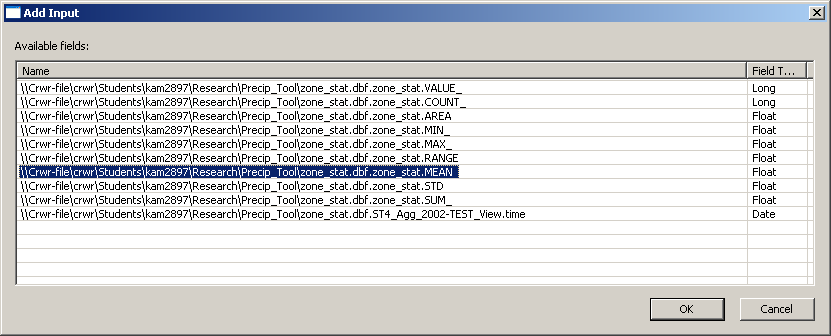 Add Input
Available fields:
Name Field T...
\\Crwr-file\crwr\Students\kam2897\Research\Precip_Tool\zone_stat.dbf.zone_stat.VALUE_ Long
\\Crwr-file\crwr\Students\kam2897\Research\Precip_Tool\zone_stat.dbf.zone_stat.COUNT_ Long
\\Crwr-file\crwr\Students\kam2897\Research\Precip_Tool\zone_stat.dbf.zone_stat.AREA Float
\\Crwr-file\crwr\Students\kam2897\Research\Precip_Tool\zone_stat.dbf.zone_stat.MIN_ Float
\\Crwr-file\crwr\Students\kam2897\Research\Precip_Tool\zone_stat.dbf.zone_stat.MAX_ Float
\\Crwr-file\crwr\Students\kam2897\Research\Precip_Tool\zone_stat.dbf.zone_stat.RANGE Float
\\Crwr-file\crwr\Students\kam2897\Research\Precip_Tool\zone_stat.dbf.zone_stat.MEAN Float
\\Crwr-file\crwr\Students\kam2897\Research\Precip_Tool\zone_stat.dbf.zone_stat.STD Float
\\Crwr-file\crwr\Students\kam2897\Research\Precip_Tool\zone_stat.dbf.zone_stat.SUM_ Float
\\Crwr-file\crwr\Students\kam2897\Research\Precip_Tool\zone_stat.dbf.ST4_Agg_2002-TEST_View.time Date
OK Cancel